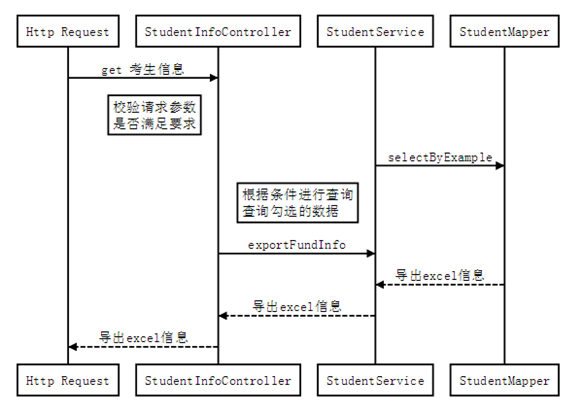 Http Request
StudentInfoController
StudentService
StudentMapper
get 考生信息
校验请求参数
是否满足要求
selectByExample
根据条件进行查询
查询勾选的数据
exportFundInfo
导出excel信息
导出excel信息
导出excel信息
Http Request
StudentInfoController
StudentService
StudentMapper